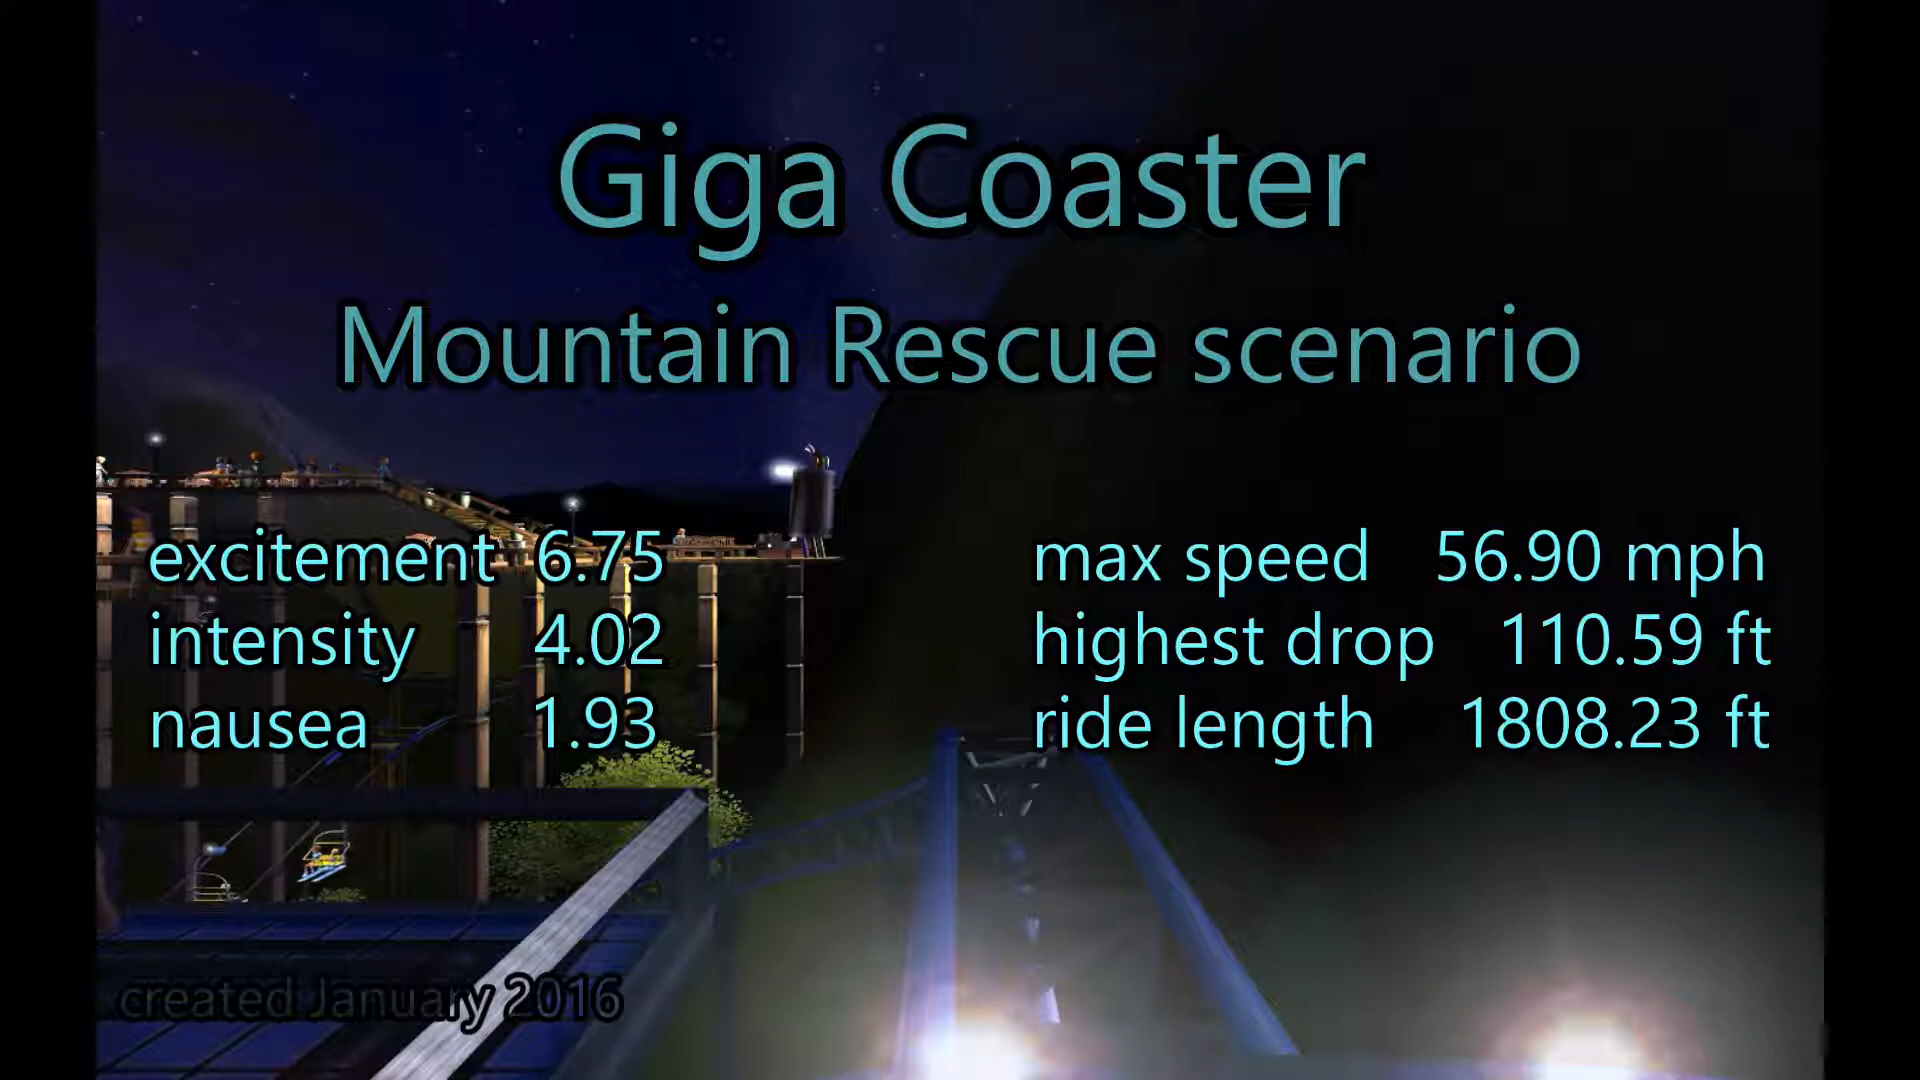 Giga Coaster
Mountain Rescue scenario
excitement 6.75
intensity 4.02
nausea 1.93
max speed 56.90 mph
highest drop 110.59 ft
ride length 1808.23 ft
created January 2016